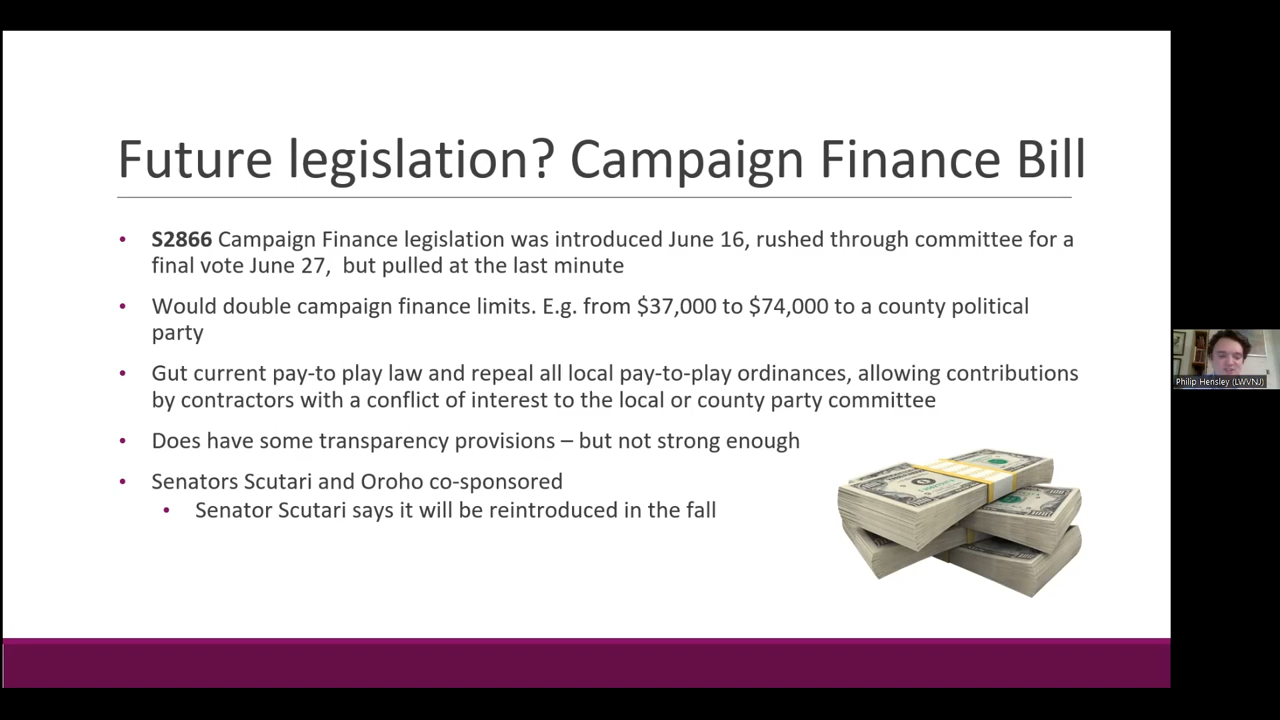 Future legislation? Campaign Finance Bill
• S2866 Campaign Finance legislation was introduced June 16, rushed through committee for a
final vote June 27,  but pulled at the last minute
• Would double campaign finance limits. E.g. from $37,000 to $74,000 to a county political
party
• Gut current pay-to play law and repeal all local pay-to-play ordinances, allowing contributions
by contractors with a conflict of interest to the local or county party committee
• Does have some transparency provisions – but not strong enough
• Senators Scutari and Oroho co-sponsored
• Senator Scutari says it will be reintroduced in the fall
Philip Hensley (LWVNJ)